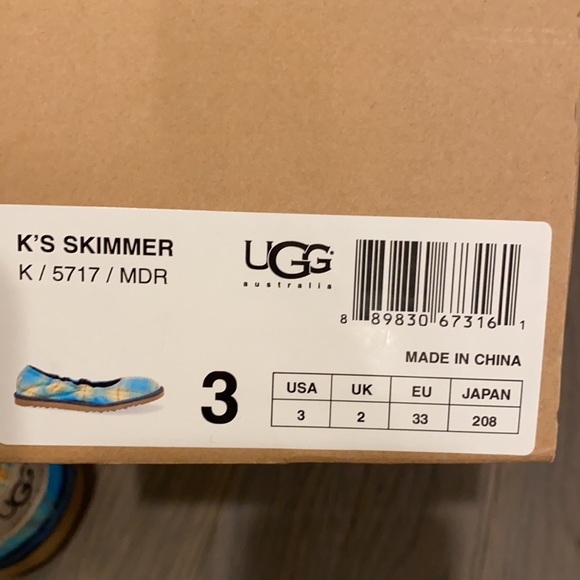 K'S SKIMMER
K / 5717 / MDR
UGG
australia
8 89830 67316 1
MADE IN CHINA
3
USA UK EU JAPAN
3 2 33 208
UGG